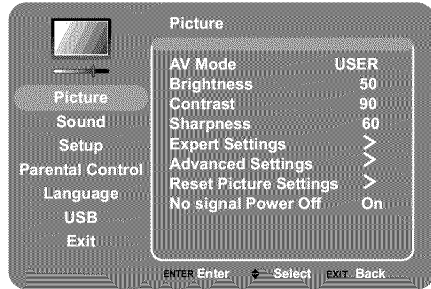 Picture
AV Mode USER
Brightness 50
Contrast 90
Sharpness 60
Expert Settings >
Advanced Settings >
Reset Picture Settings >
No signal Power Off On
Picture
Sound
Setup
Parental Control
Language
USB
Exit
ENTER Enter Select EXIT Back